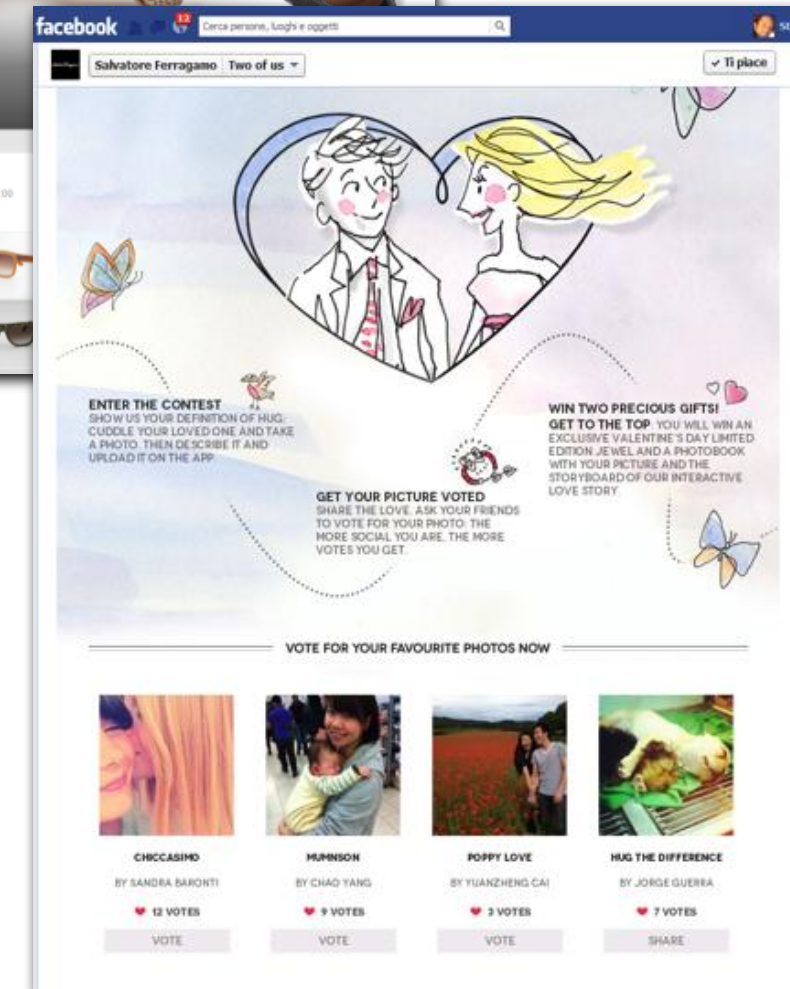 facebook
12
Cerca persone, luoghi e oggetti
Salvatore Ferragamo Two of us
✓ Ti piace
:00
ENTER THE CONTEST
SHOW US YOUR DEFINITION OF HUG:
CUDDLE YOUR LOVED ONE AND TAKE
A PHOTO. THEN DESCRIBE IT AND
UPLOAD IT ON THE APP
GET YOUR PICTURE VOTED
SHARE THE LOVE. ASK YOUR FRIENDS
TO VOTE FOR YOUR PHOTO: THE
MORE SOCIAL YOU ARE, THE MORE
VOTES YOU GET.
WIN TWO PRECIOUS GIFTS!
GET TO THE TOP: YOU WILL WIN AN
EXCLUSIVE VALENTINE'S DAY LIMITED
EDITION JEWEL AND A PHOTOBOOK
WITH YOUR PICTURE AND THE
STORYBOARD OF OUR INTERACTIVE
LOVE STORY
VOTE FOR YOUR FAVOURITE PHOTOS NOW
CHICCASIMO
MUMNSON
POPPY LOVE
HUG THE DIFFERENCE
BY SANDRA BARONTI
BY CHAO YANG
BY YUANZHENG CAI
BY JORGE GUERRA
12 VOTES
9 VOTES
3 VOTES
7 VOTES
VOTE
VOTE
VOTE
SHARE